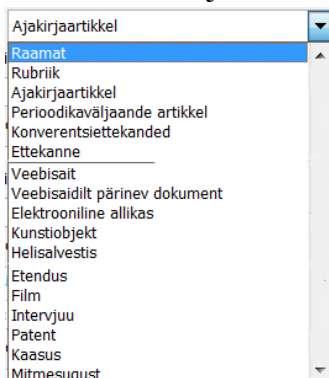 Ajakirjaartikkel
Raamat
Rubriik
Ajakirjaartikkel
Perioodikaväljaande artikkel
Konverentsiettekanded
Ettekanne
Veebisait
Veebisaidilt pärinev dokument
Elektrooniline allikas
Kunstiobjekt
Helisalvestis
Etendus
Film
Intervjuu
Patent
Kaasus
Mitmesugust